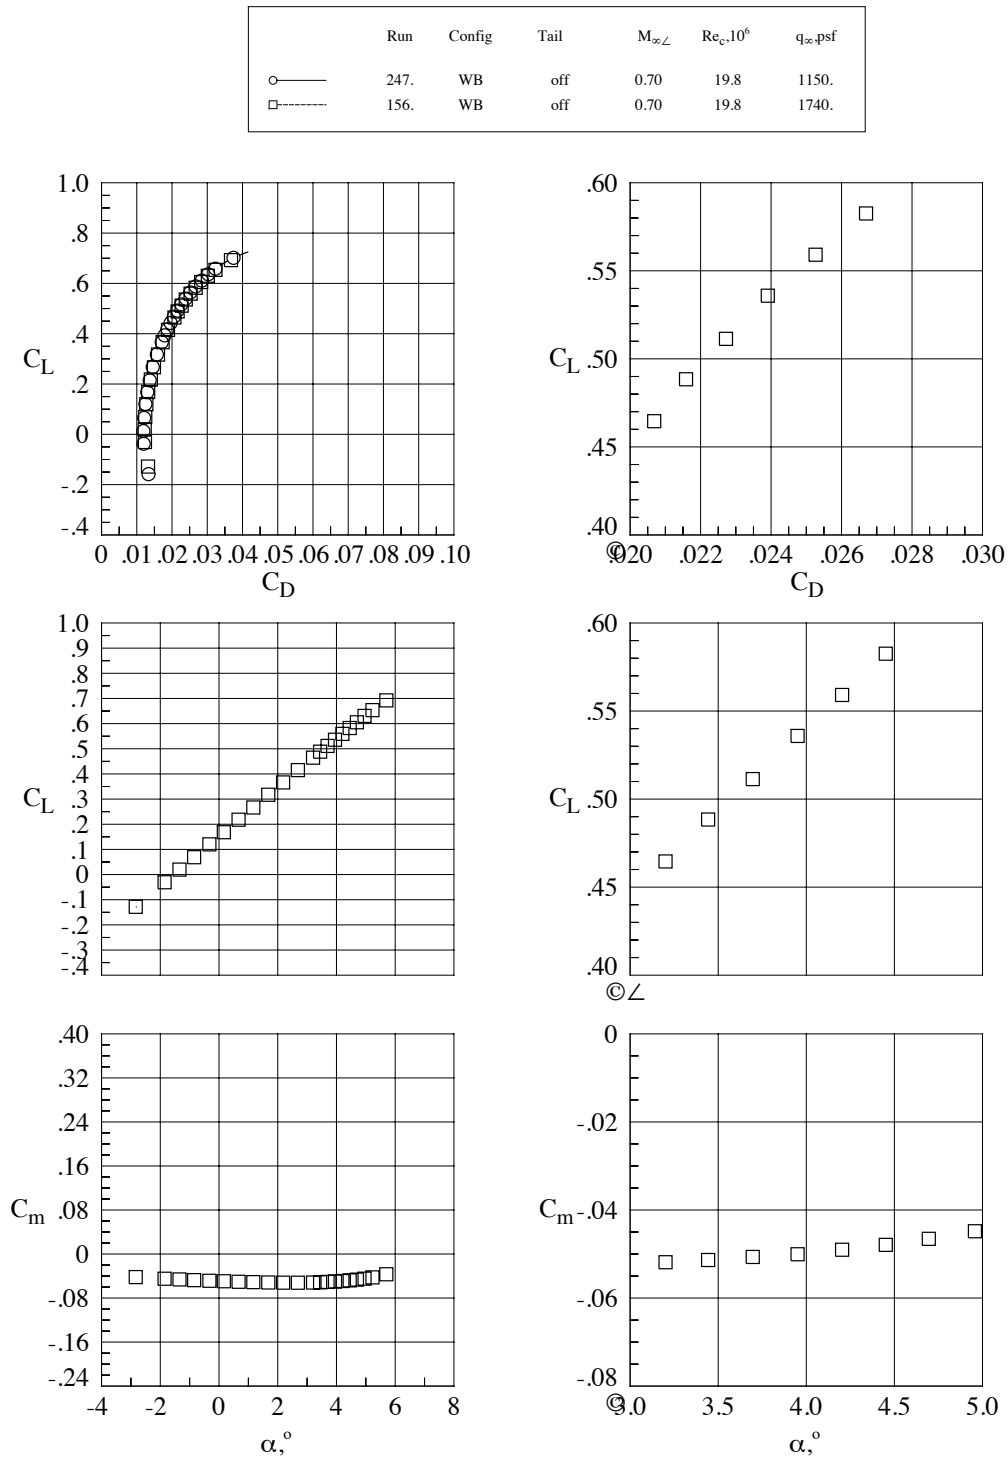 Run Config Tail M∞∠ Re_c,10⁶ q∞,psf
247. WB off 0.70 19.8 1150.
156. WB off 0.70 19.8 1740.
1.0
.8
.6
.4
C_L
.2
0
-.2
-.4
0 .01 .02 .03 .04 .05 .06 .07 .08 .09 .10
C_D
.60
.55
C_L .50
.45
.40
©
.020 .022 .024 .026 .028 .030
C_D
1.0
.9
.8
.7
.6
.5
.4
C_L .3
.2
.1
0
-.1
-.2
-.3
-.4
.60
.55
C_L .50
.45
.40
©∠
.40
.32
.24
.16
C_m .08
0
-.08
-.16
-.24
-4 -2 0 2 4 6 8
α,°
0
-.02
C_m -.04
-.06
-.08
©
3.0 3.5 4.0 4.5 5.0
α,°